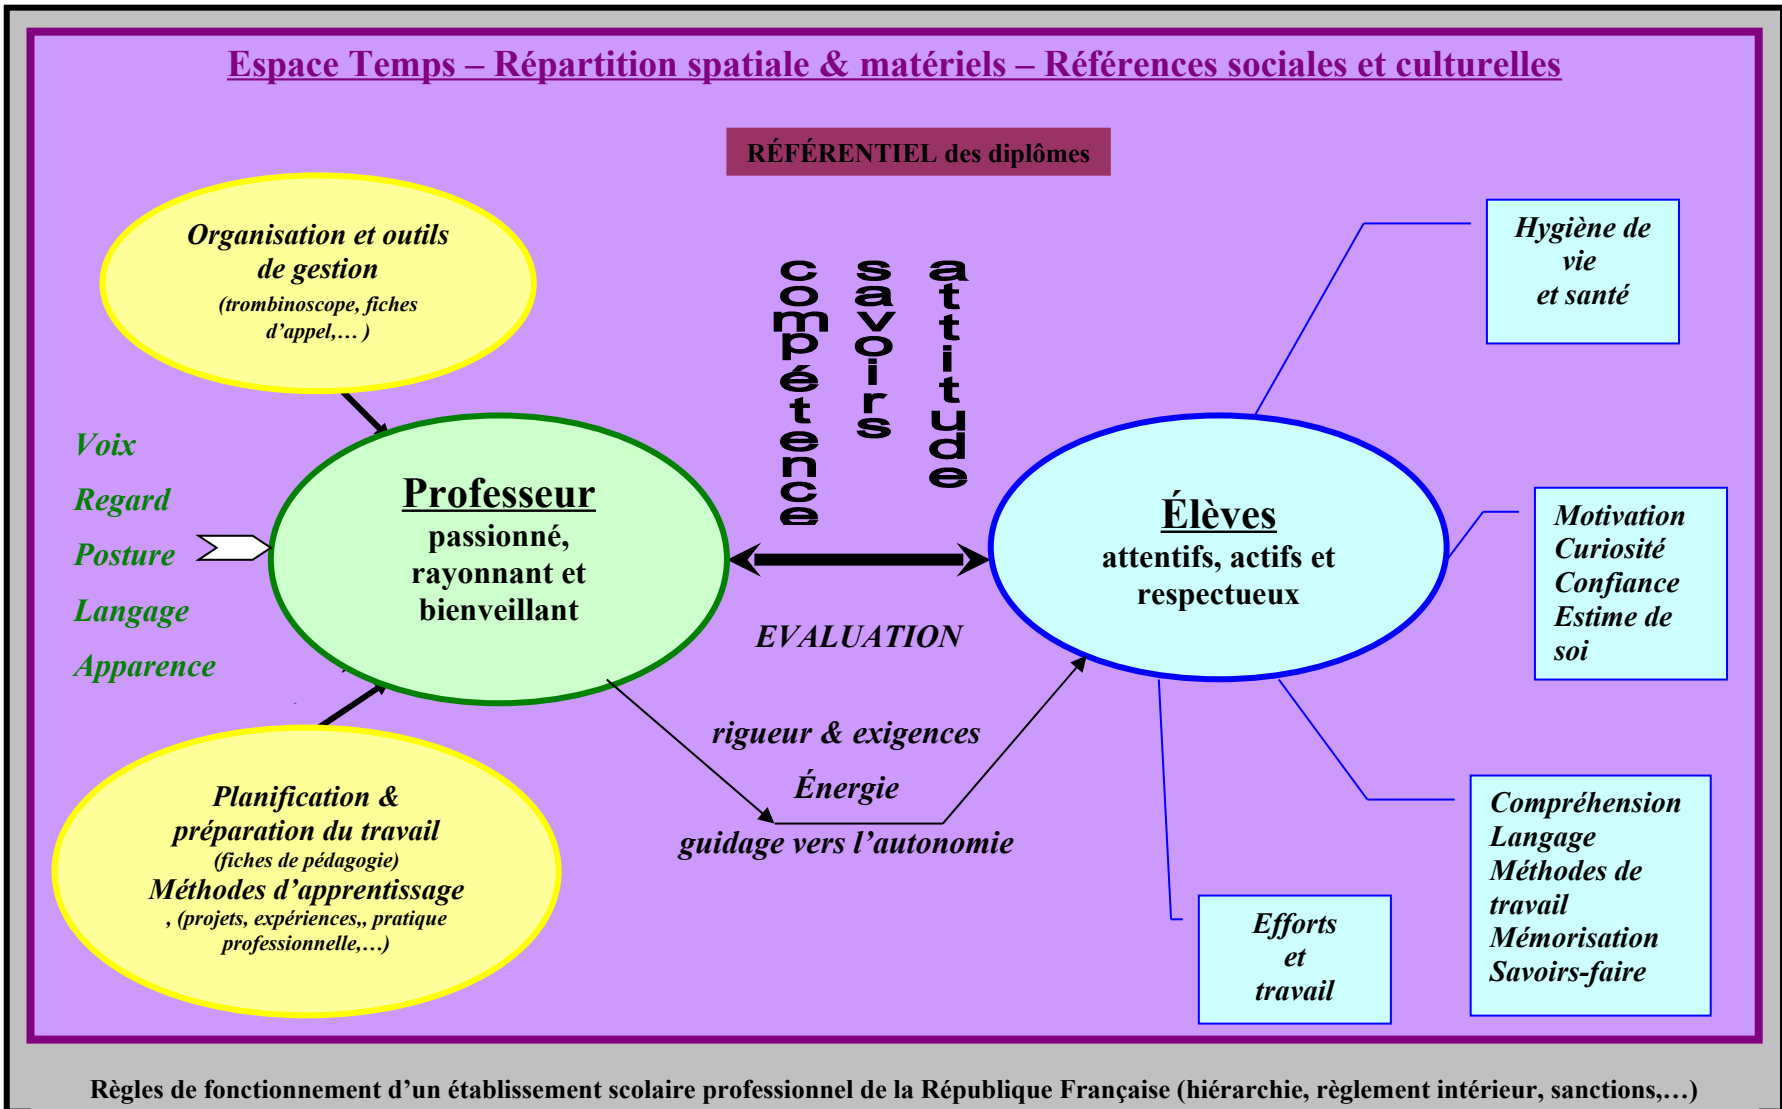 Espace Temps – Répartition spatiale & matériels – Références sociales et culturelles
RÉFÉRENTIEL des diplômes
Organisation et outils
de gestion
(trombinoscope, fiches
d’appel,… )
Voix
Regard
Posture
Langage
Apparence
Professeur
passionné,
rayonnant et
bienveillant
Planification &
préparation du travail
(fiches de pédagogie)
Méthodes d’apprentissage
, (projets, expériences,, pratique
professionnelle,…)
compétence
savoirs
attitude
EVALUATION
rigueur & exigences
Énergie
guidage vers l’autonomie
Élèves
attentifs, actifs et
respectueux
Hygiène de
vie
et santé
Motivation
Curiosité
Confiance
Estime de
soi
Compréhension
Langage
Méthodes de
travail
Mémorisation
Savoirs-faire
Efforts
et
travail
Règles de fonctionnement d’un établissement scolaire professionnel de la République Française (hiérarchie, règlement intérieur, sanctions,…)